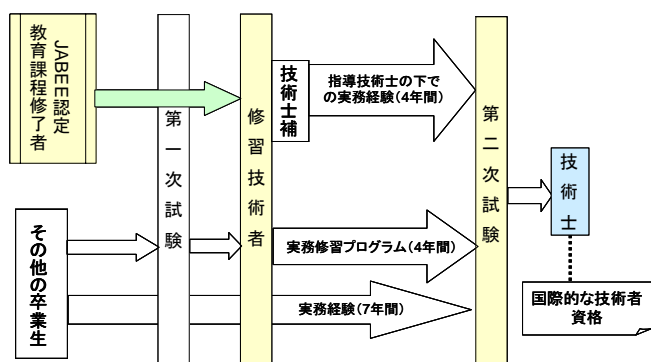 JABEE認定
教育課程修了者
その他の卒業生
第一次試験
修習技術者
技術士補
指導技術士の下で
の実務経験(4年間)
実務修習プログラム(4年間)
実務経験(7年間)
第二次試験
技術士
国際的な技術者
資格